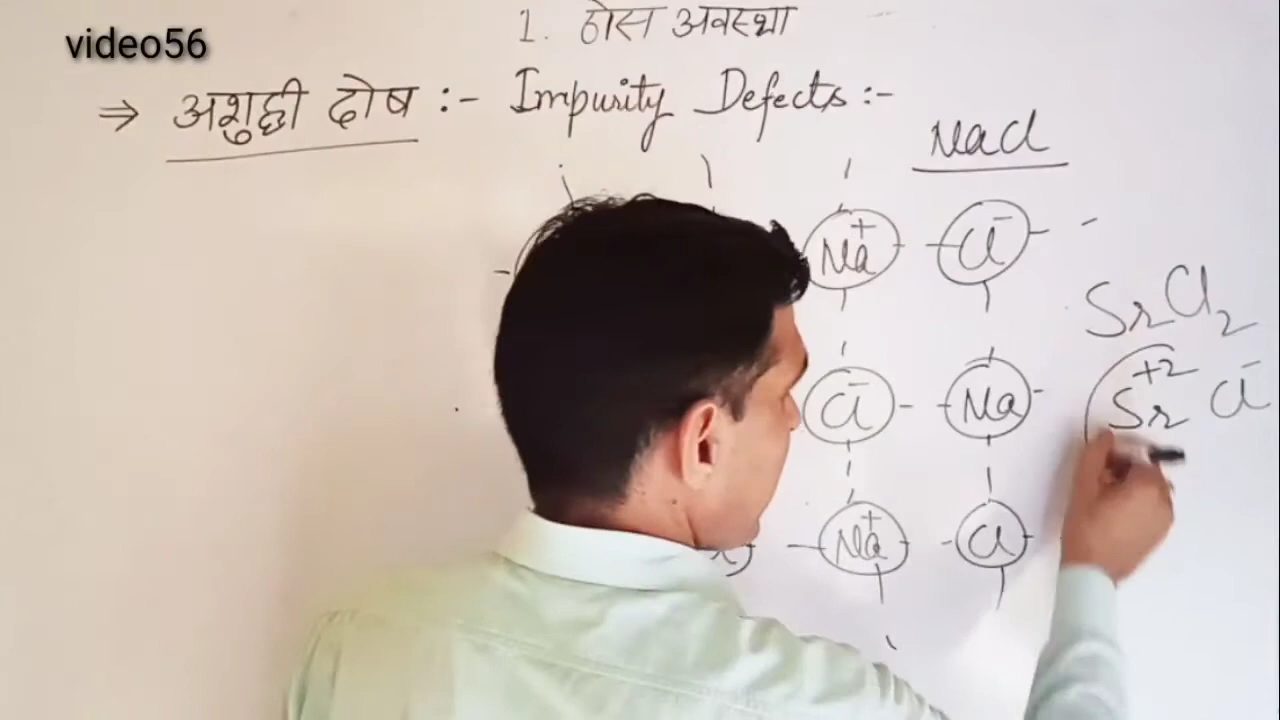 video56
1. ठोस अवस्था
⇒ अशुद्धी दोष :- Impurity Defects :-
NaCl
Na+ Cl-
SrCl2
Cl- Na Sr+2 Cl-
Na+ Cl